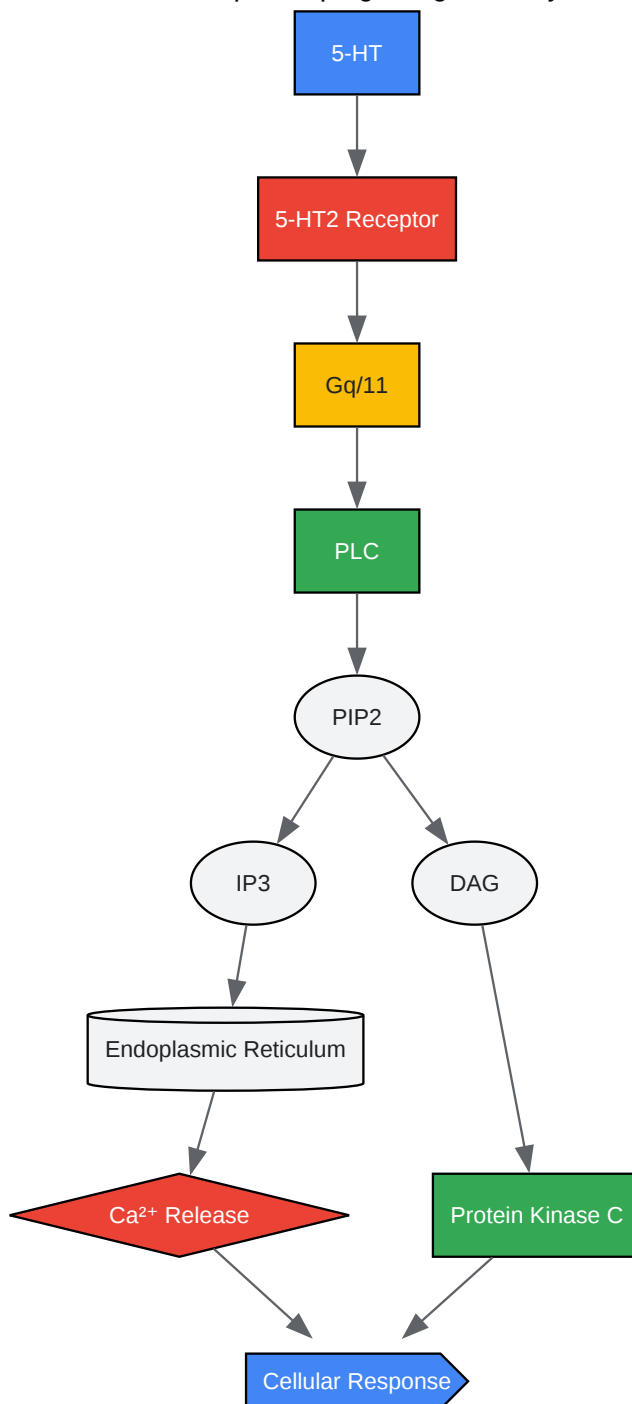 5-HT
5-HT2 Receptor
Gq/11
PLC
PIP2
IP3
DAG
Endoplasmic Reticulum
Ca²⁺ Release
Protein Kinase C
Cellular Response